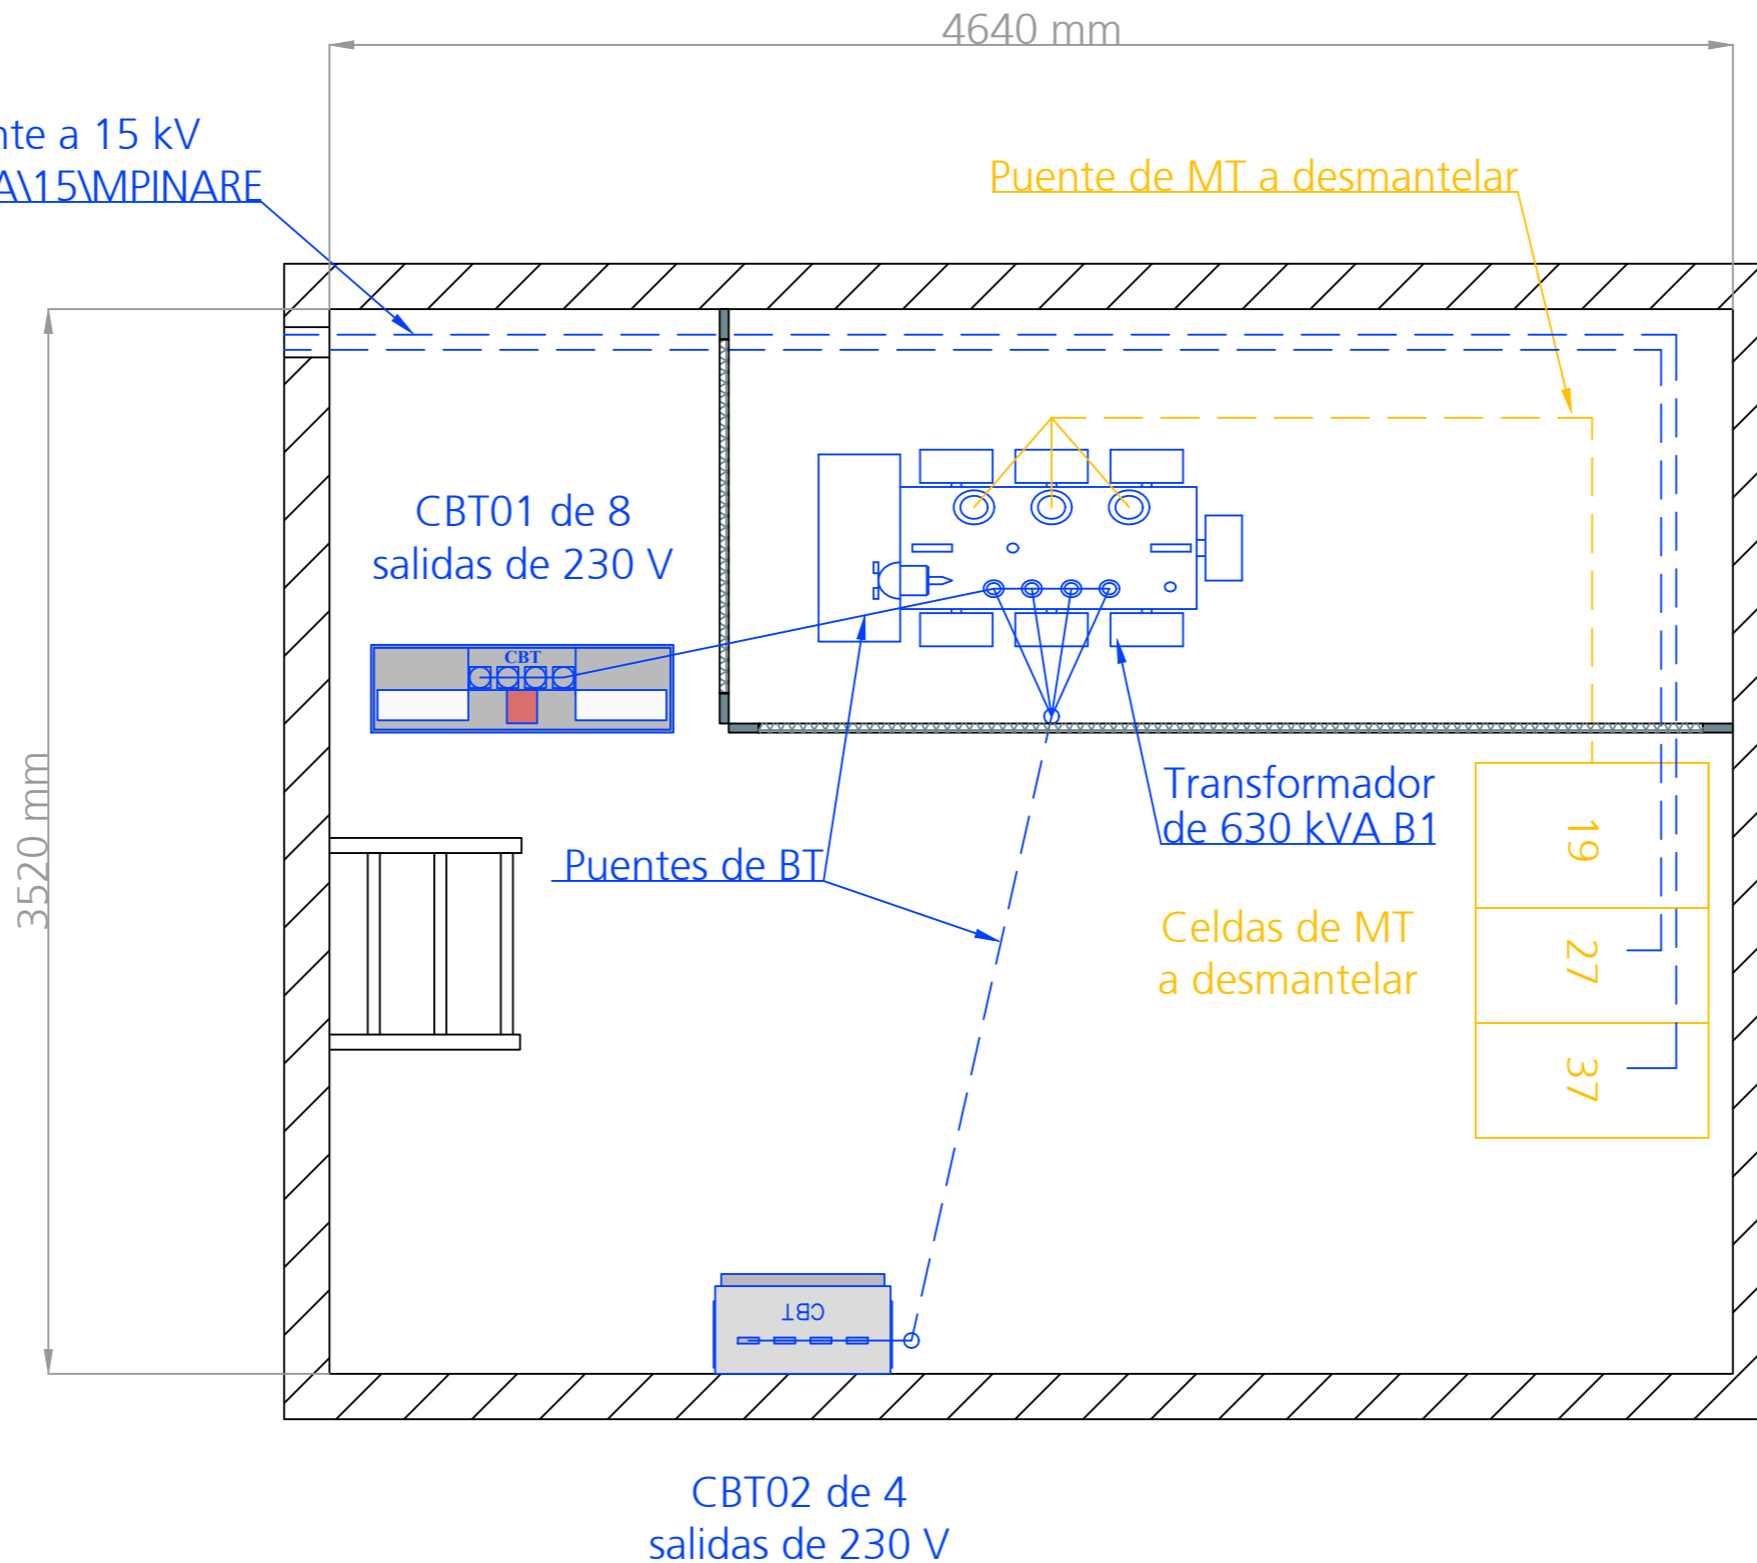 4640 mm
nte a 15 kV
A\15\MPINARE
Puente de MT a desmantelar
CBT01 de 8
salidas de 230 V
CBT
3520 mm
Transformador
de 630 kVA B1
Puentes de BT
19
Celdas de MT
a desmantelar
27
37
CBT
CBT02 de 4
salidas de 230 V